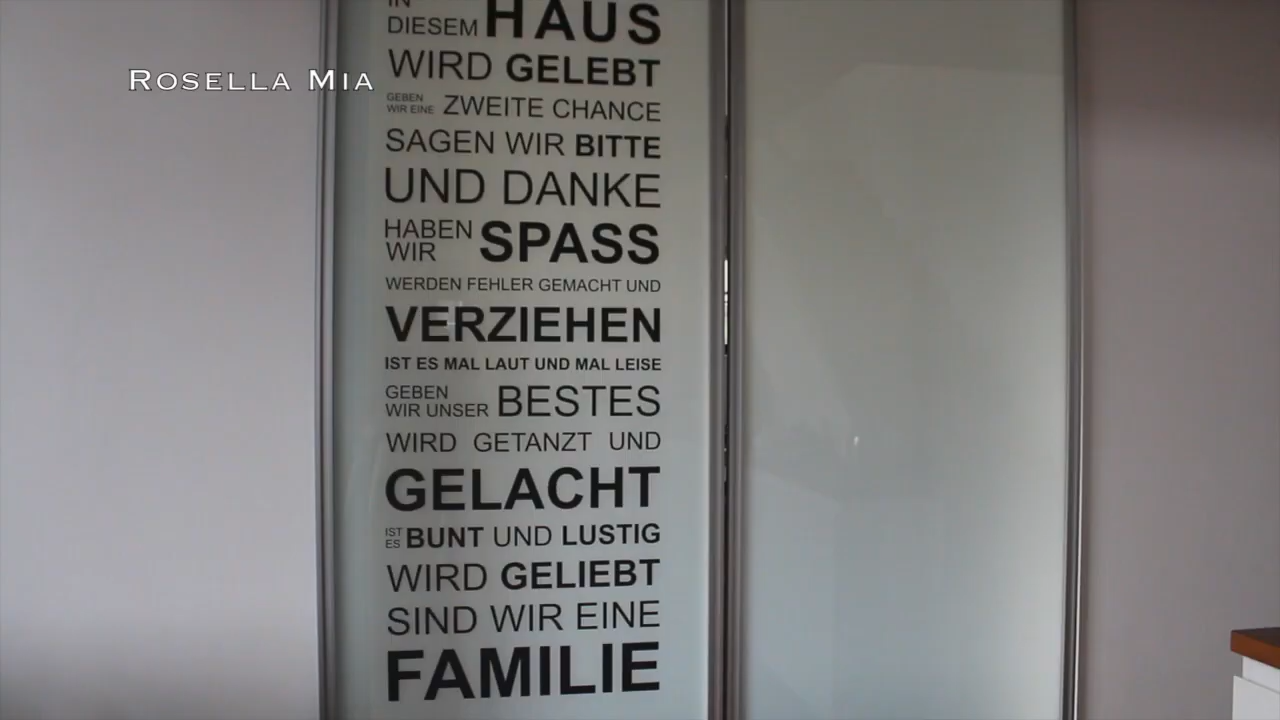 ROSELLA MIA
IN
DIESEM HAUS
WIRD GELEBT
GEBEN
WIR EINE ZWEITE CHANCE
SAGEN WIR BITTE
UND DANKE
HABEN
WIR SPASS
WERDEN FEHLER GEMACHT UND
VERZIEHEN
IST ES MAL LAUT UND MAL LEISE
GEBEN
WIR UNSER BESTES
WIRD GETANZT UND
GELACHT
IST
ES BUNT UND LUSTIG
WIRD GELIEBT
SIND WIR EINE
FAMILIE